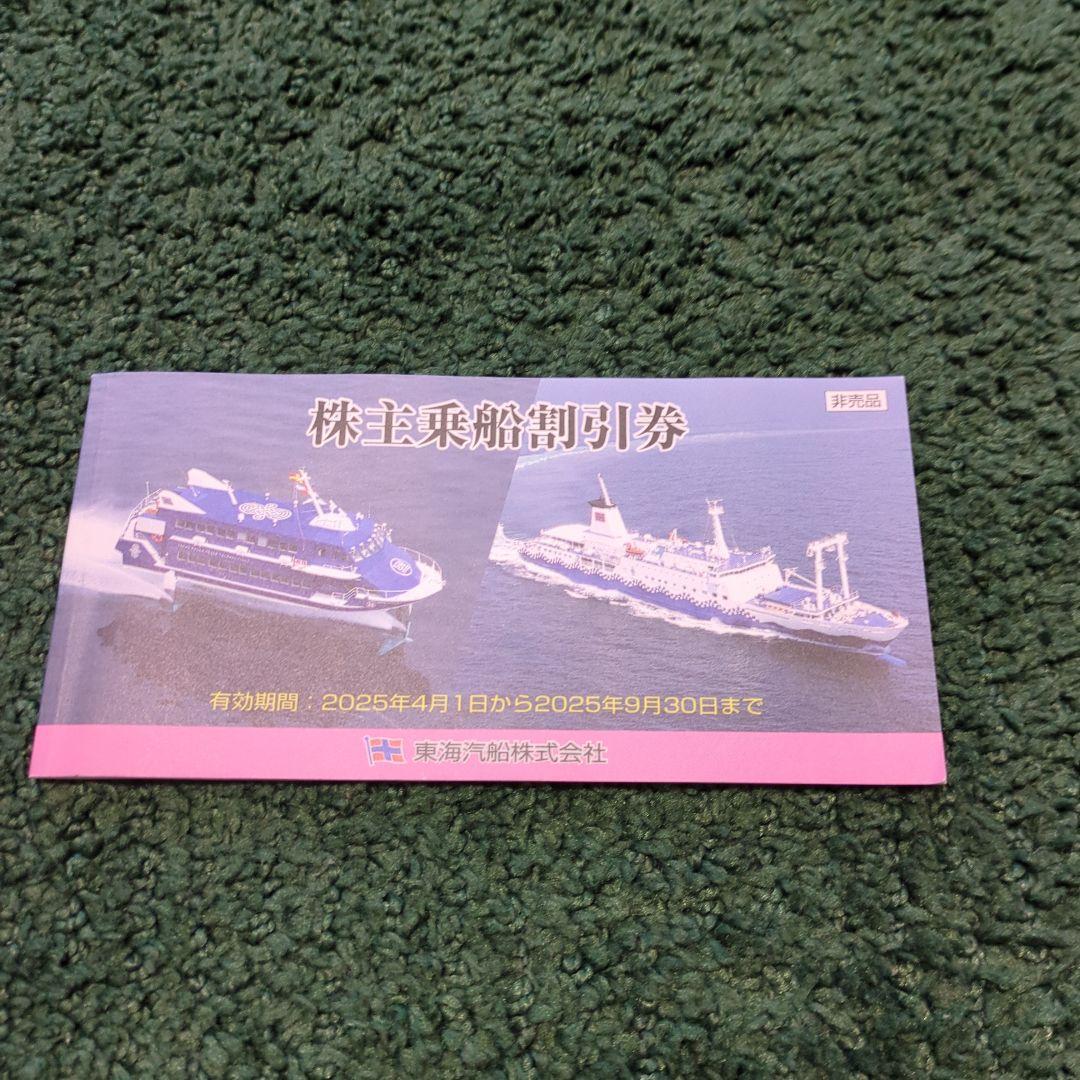 非売品
株主乗船割引券
有効期間：2025年4月1日から2025年9月30日まで
東海汽船株式会社